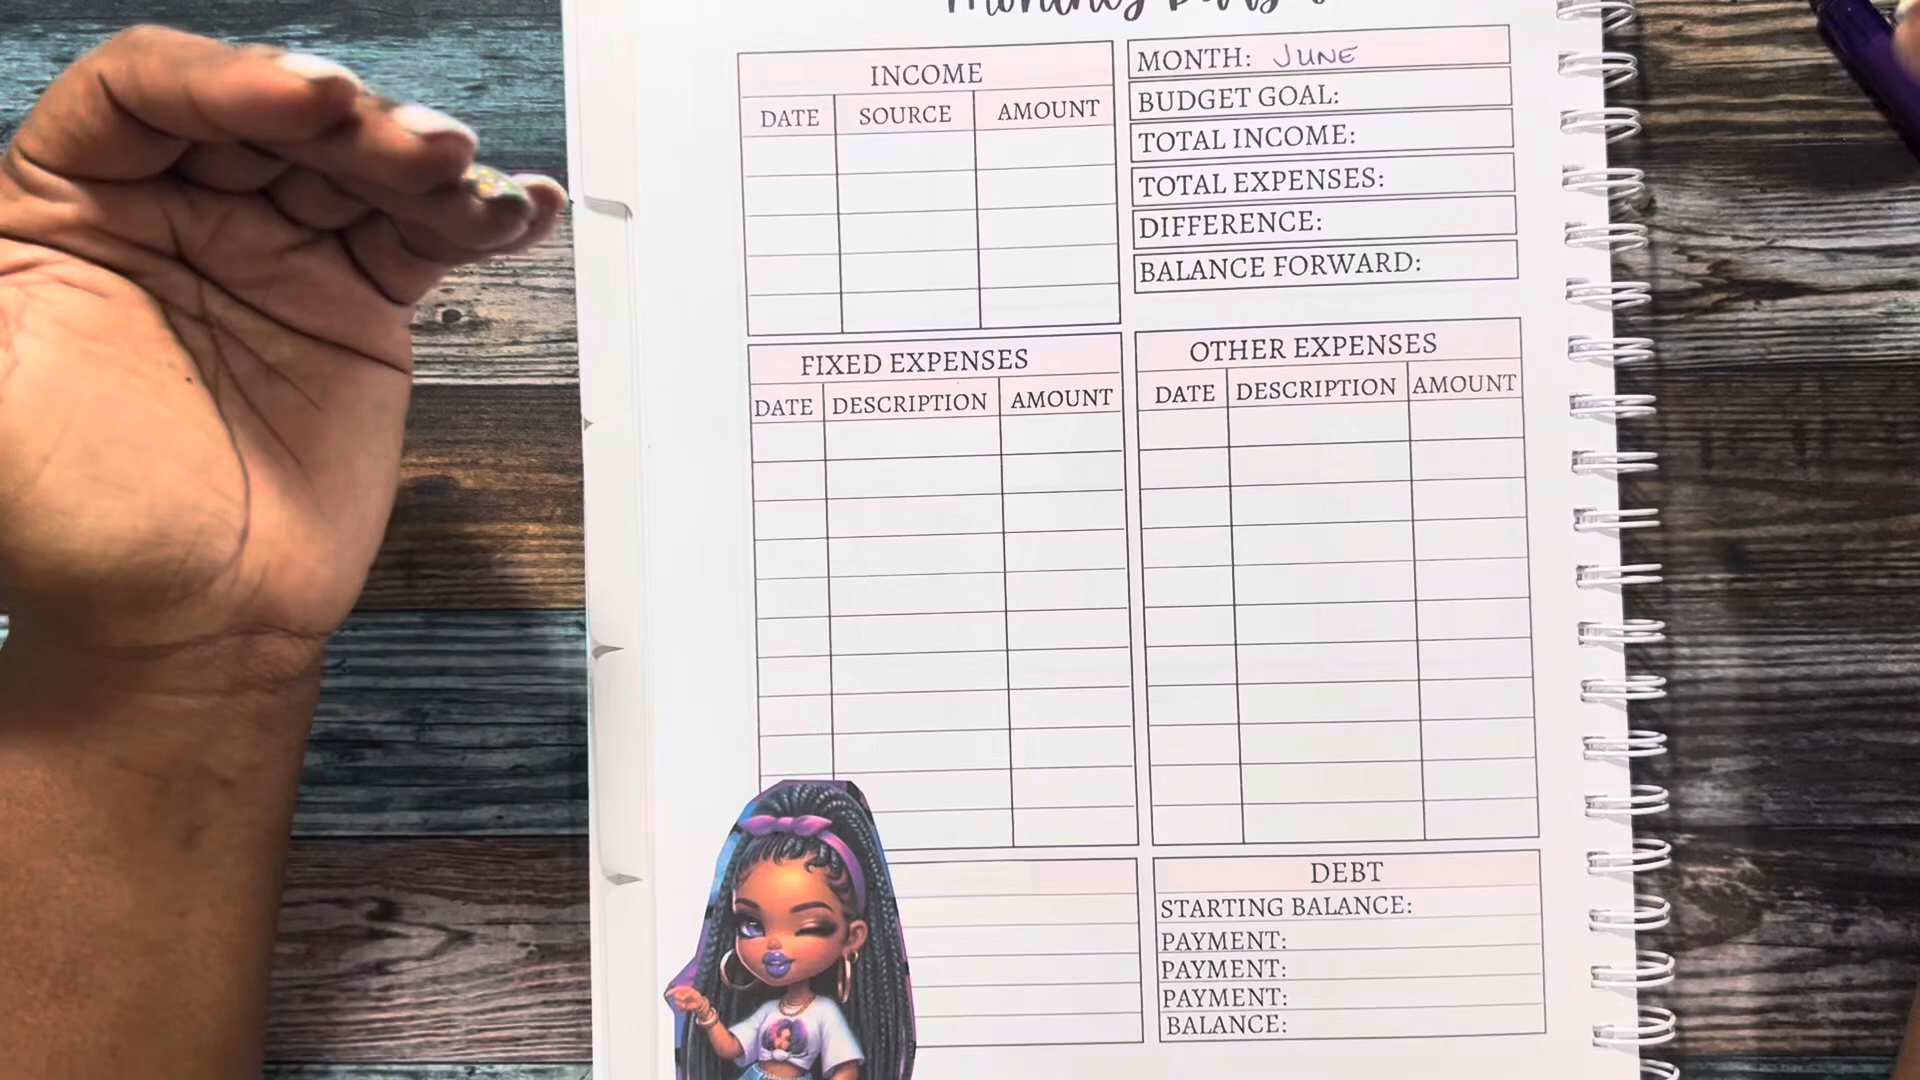 Monthly
INCOME
DATE SOURCE AMOUNT
MONTH: JUNE
BUDGET GOAL:
TOTAL INCOME:
TOTAL EXPENSES:
DIFFERENCE:
BALANCE FORWARD:
FIXED EXPENSES
DATE DESCRIPTION AMOUNT
OTHER EXPENSES
DATE DESCRIPTION AMOUNT
DEBT
STARTING BALANCE:
PAYMENT:
PAYMENT:
PAYMENT:
BALANCE: